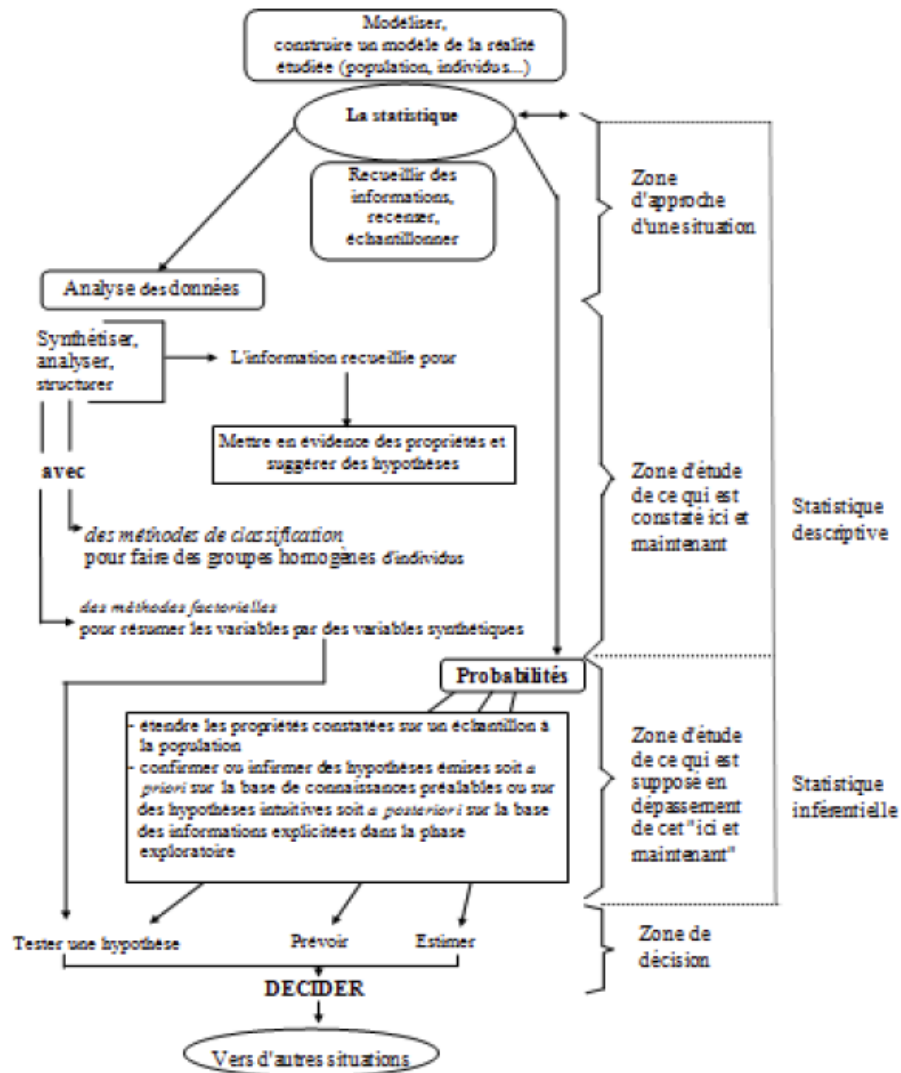 Modéliser,
construire un modèle de la réalité
étudiée (population, individus...)
La statistique
Recueillir des
informations,
recenser,
échantillonner
Zone
d'approche
d'une situation
Analyse des données
Synthétiser,
analyser,
structurer
L'information recueillie pour
Mettre en évidence des propriétés et
suggérer des hypothèses
avec
des méthodes de classification
pour faire des groupes homogènes d'individus
des méthodes factorielles
pour résumer les variables par des variables synthétiques
Zone d'étude
de ce qui est
constaté ici et
maintenant
Statistique
descriptive
Probabilités
- étendre les propriétés constatées sur un échantillon à
la population
- confirmer ou infirmer des hypothèses émises soit a
priori sur la base de connaissances préalables ou sur
des hypothèses intuitives soit a posteriori sur la base
des informations explicitées dans la phase
exploratoire
Zone d'étude
de ce qui est
supposé en
dépassement
de cet "ici et
maintenant"
Statistique
inférentielle
Tester une hypothèse
Prévoir
Estimer
Zone de
décision
DECIDER
Vers d'autres situations